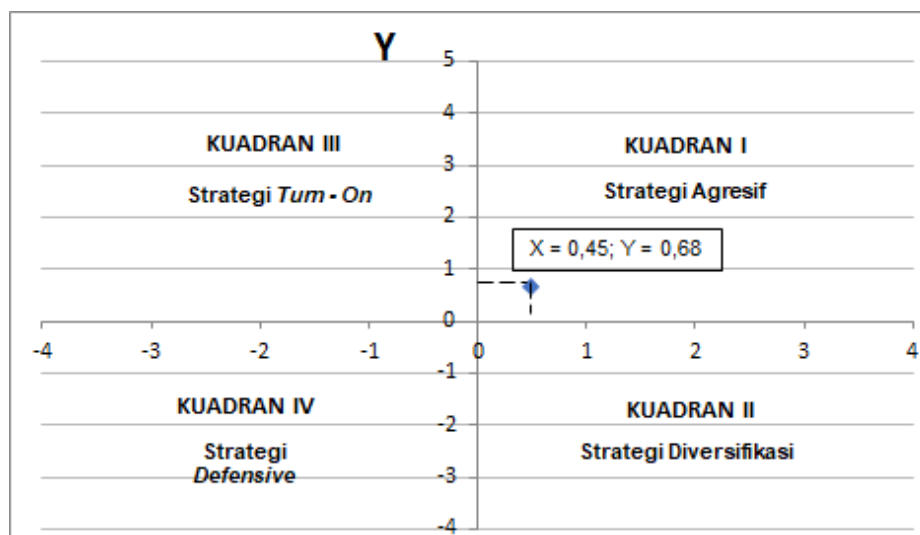 Y
5
4
KUADRAN III
KUADRAN I
3
Strategi Tum - On
Strategi Agresif
2
X = 0,45; Y = 0,68
1
0
-4 -3 -2 -1 0 1 2 3 4
-1
KUADRAN IV
KUADRAN II
-2
Strategi
Defensive
Strategi Diversifikasi
-3
-4